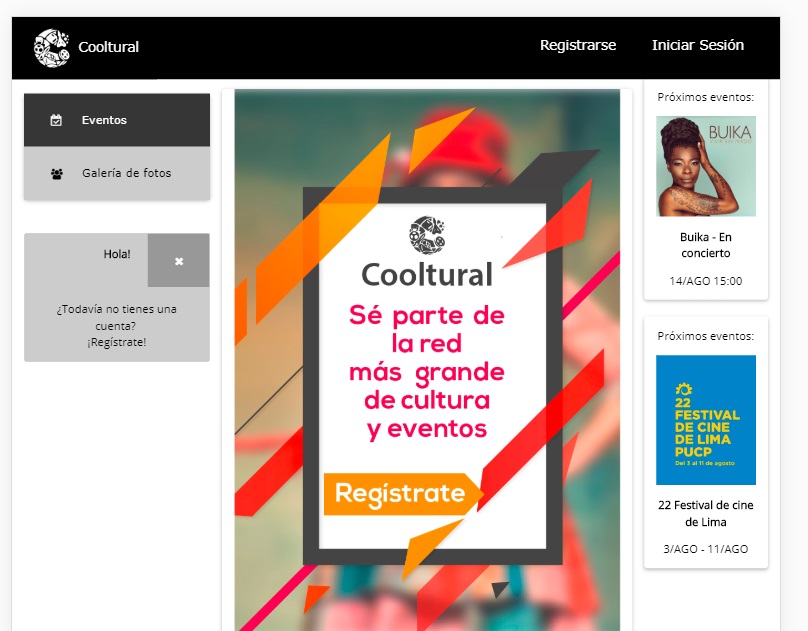 Cooltural
Registrarse
Iniciar Sesión
Eventos
Galería de fotos
Hola!
¿Todavía no tienes una
cuenta?
¡Regístrate!
Cooltural
Sé parte de
la red
más grande
de cultura
y eventos
Regístrate
Próximos eventos:
BUIKA
Buika - En
concierto
14/AGO 15:00
Próximos eventos:
22
FESTIVAL
DE CINE
DE LIMA
PUCP
Del 3 al 11 de agosto
22 Festival de cine
de Lima
3/AGO - 11/AGO